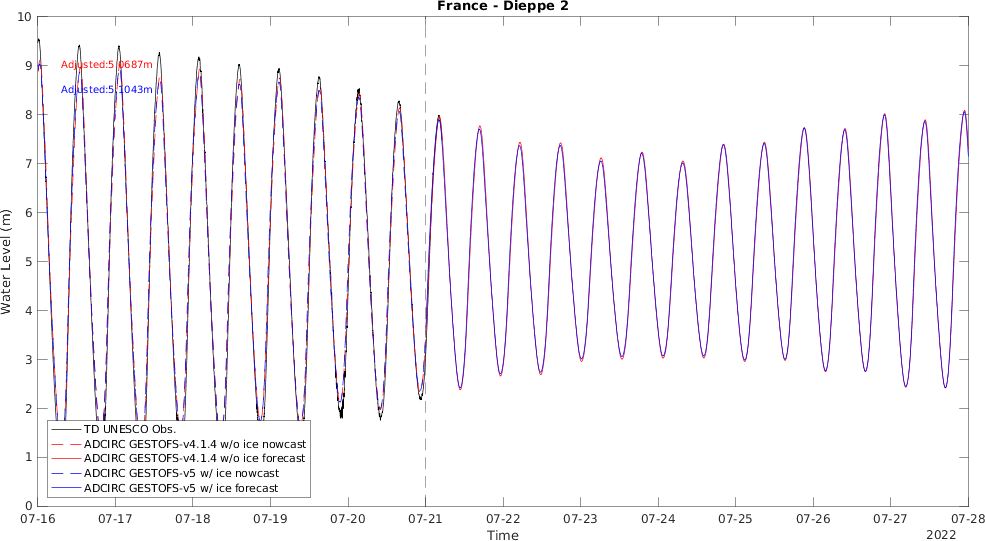 France - Dieppe 2
10
9
8
7
6
5
4
3
2
1
0
Water Level (m)
Adjusted:5.0687m
Adjusted:5.1043m
TD UNESCO Obs.
ADCIRC GESTOFS-v4.1.4 w/o ice nowcast
ADCIRC GESTOFS-v4.1.4 w/o ice forecast
ADCIRC GESTOFS-v5 w/ ice nowcast
ADCIRC GESTOFS-v5 w/ ice forecast
07-16 07-17 07-18 07-19 07-20 07-21 07-22 07-23 07-24 07-25 07-26 07-27 07-28
Time
2022